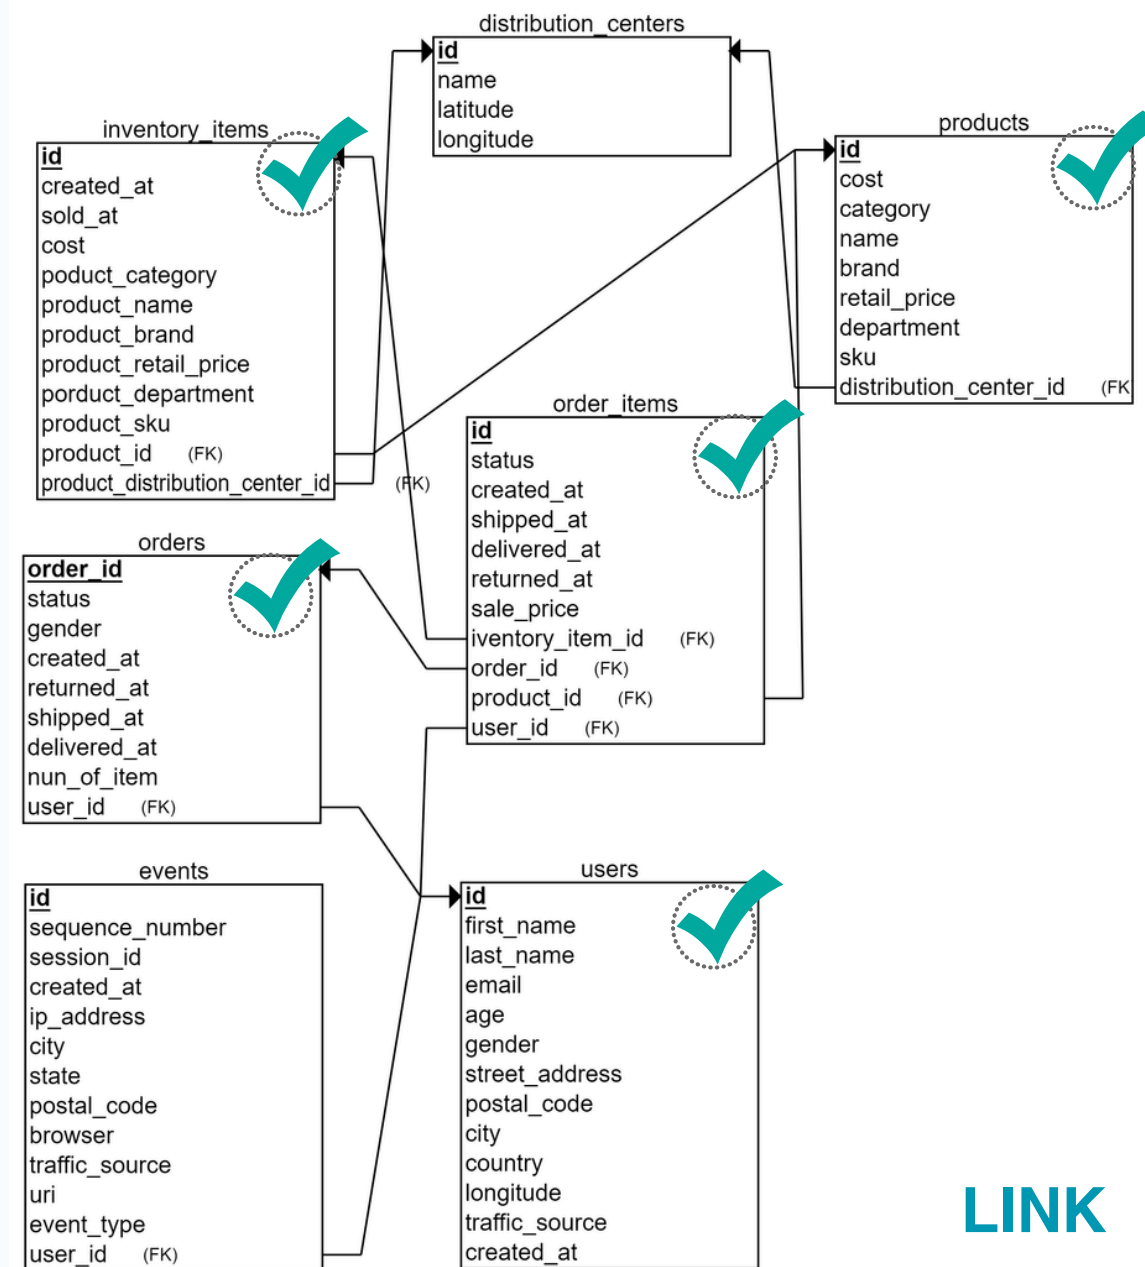 distribution_centers
id
name
latitude
longitude
inventory_items
id
created_at
sold_at
cost
poduct_category
product_name
product_brand
product_retail_price
porduct_department
product_sku
product_id (FK)
product_distribution_center_id (FK)
products
id
cost
category
name
brand
retail_price
department
sku
distribution_center_id (FK
order_items
id
status
created_at
shipped_at
delivered_at
returned_at
sale_price
iventory_item_id (FK)
order_id (FK)
product_id (FK)
user_id (FK)
orders
order_id
status
gender
created_at
returned_at
shipped_at
delivered_at
nun_of_item
user_id (FK)
events
id
sequence_number
session_id
created_at
ip_address
city
state
postal_code
browser
traffic_source
uri
event_type
user_id (FK)
users
id
first_name
last_name
email
age
gender
street_address
postal_code
city
country
longitude
traffic_source
created_at
LINK